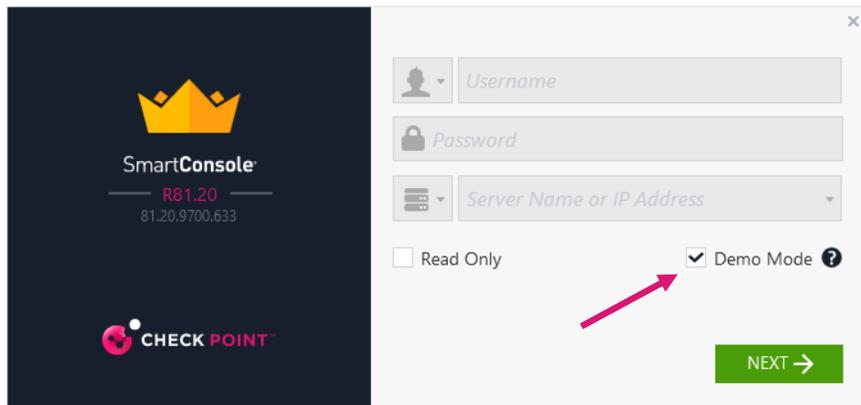 SmartConsole
R81.20
81.20.9700.633
CHECK POINT™
Username
Password
Server Name or IP Address
Read Only
Demo Mode ?
NEXT